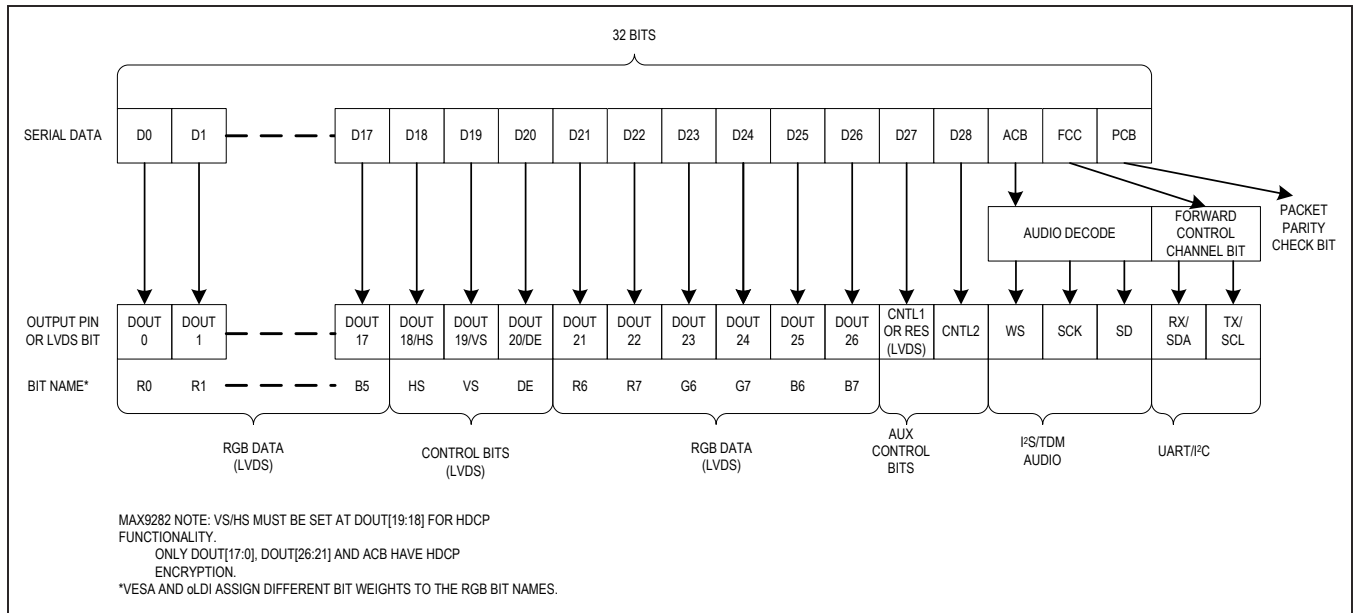 32 BITS
SERIAL DATA D0 D1 D17 D18 D19 D20 D21 D22 D23 D24 D25 D26 D27 D28 ACB FCC PCB
AUDIO DECODE
FORWARD
CONTROL
CHANNEL BIT
PACKET
PARITY
CHECK BIT
OUTPUT PIN
OR LVDS BIT
DOUT
0
DOUT
1
DOUT
17
DOUT
18/HS
DOUT
19/VS
DOUT
20/DE
DOUT
21
DOUT
22
DOUT
23
DOUT
24
DOUT
25
DOUT
26
CNTL1
OR RES
(LVDS)
CNTL2
WS
SCK
SD
RX/
SDA
TX/
SCL
BIT NAME* R0 R1 B5 HS VS DE R6 R7 G6 G7 B6 B7
RGB DATA
(LVDS)
CONTROL BITS
(LVDS)
RGB DATA
(LVDS)
AUX
CONTROL
BITS
I²S/TDM
AUDIO
UART/I²C
MAX9282 NOTE: VS/HS MUST BE SET AT DOUT[19:18] FOR HDCP
FUNCTIONALITY.
ONLY DOUT[17:0], DOUT[26:21] AND ACB HAVE HDCP
ENCRYPTION.
*VESA AND oLDI ASSIGN DIFFERENT BIT WEIGHTS TO THE RGB BIT NAMES.